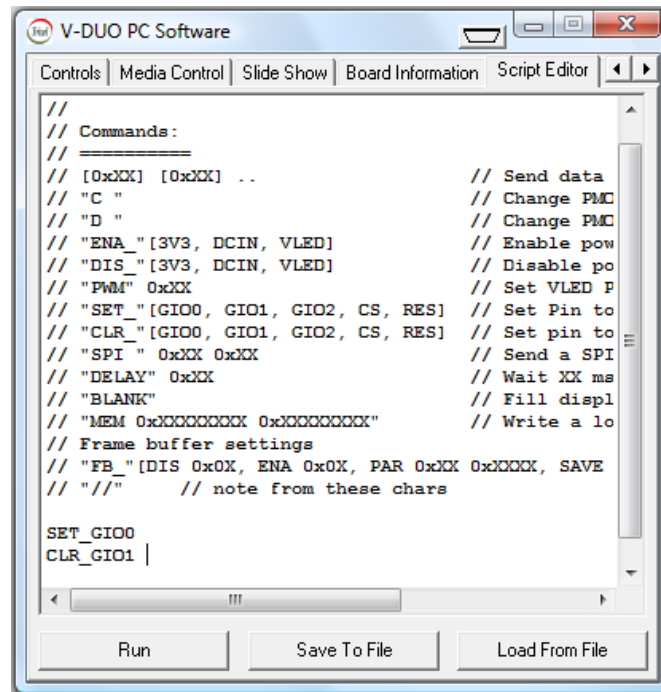 V-DUO PC Software
Controls Media Control Slide Show Board Information Script Editor
//
// Commands:
// ==========
// [0xXX] [0xXX] .. // Send data
// "C " // Change PMO
// "D " // Change PMO
// "ENA_"[3V3, DCIN, VLED] // Enable pow
// "DIS_"[3V3, DCIN, VLED] // Disable po
// "PWM" 0xXX // Set VLED P
// "SET_"[GIO0, GIO1, GIO2, CS, RES] // Set Pin to
// "CLR_"[GIO0, GIO1, GIO2, CS, RES] // Set pin to
// "SPI " 0xXX 0xXX // Send a SPI
// "DELAY" 0xXX // Wait XX ms
// "BLANK" // Fill displ
// "MEM 0xXXXXXXXX 0xXXXXXXXX" // Write a lo
// Frame buffer settings
// "FB_"[DIS 0x0X, ENA 0x0X, PAR 0xXX 0xXXXX, SAVE
// "//" // note from these chars
SET_GIO0
CLR_GIO1
Run Save To File Load From File